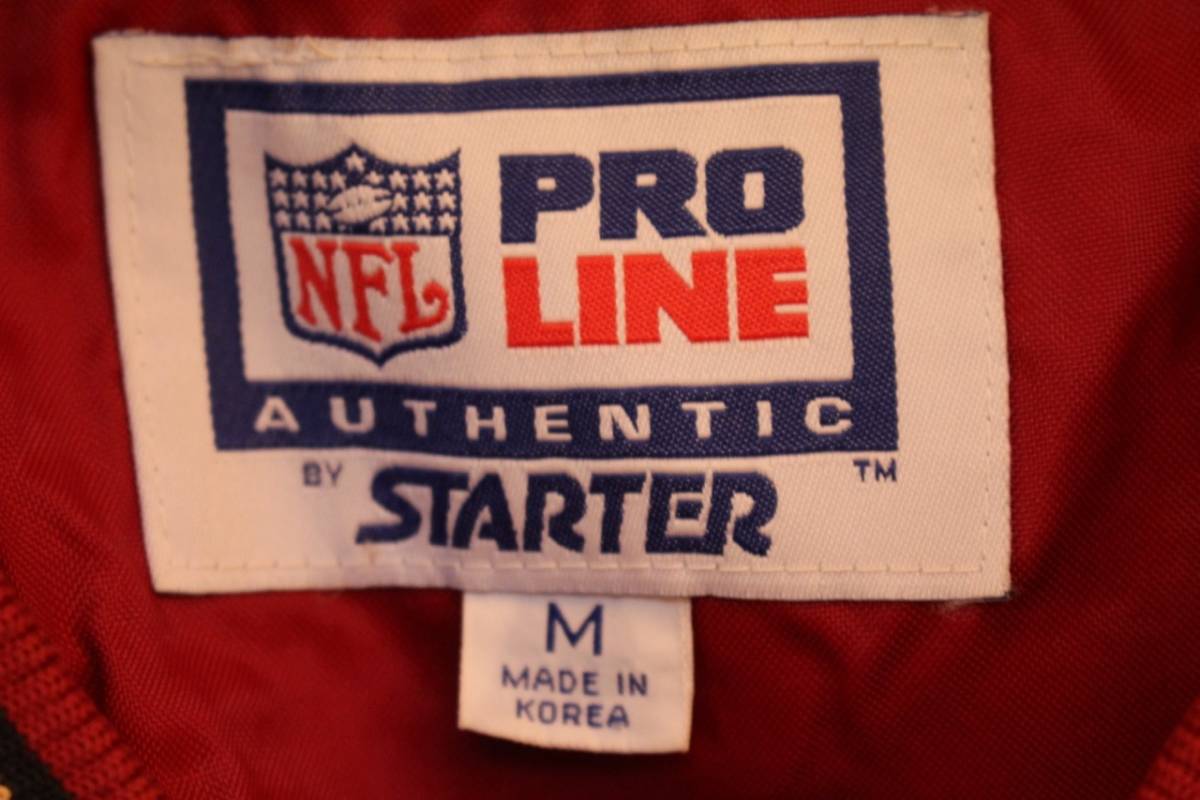 NFL
PRO
LINE
AUTHENTIC
BY STARTER TM
M
MADE IN
KOREA